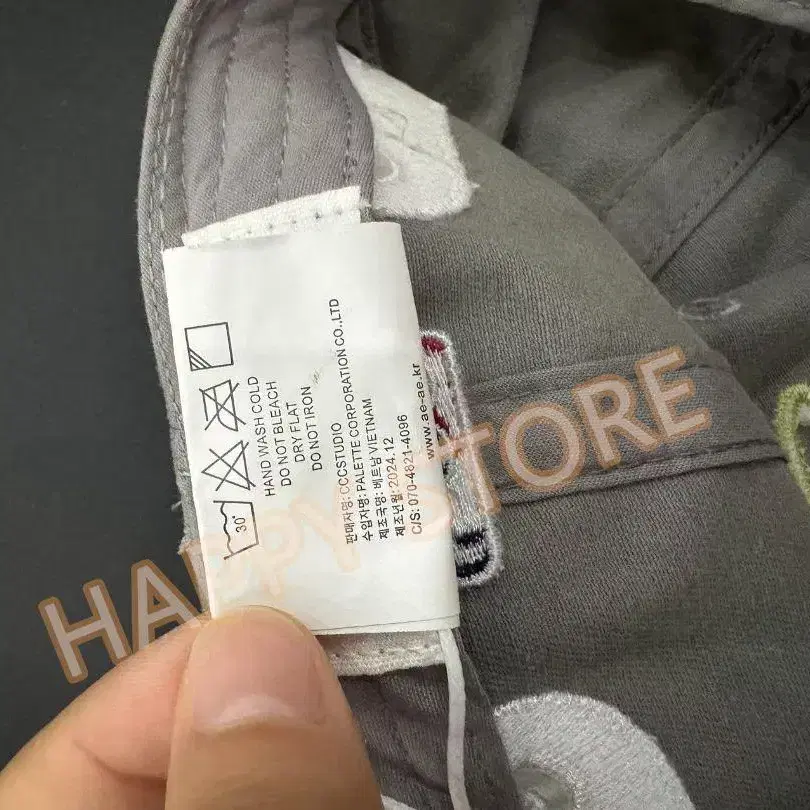 30°
HAND WASH COLD
DO NOT BLEACH
DRY FLAT
DO NOT IRON
판매자명: CCCSTUDIO
수입자명: PALETTE CORPORATION CO.,LTD
제조국명: 베트남 VIETNAM
제조년월: 2024.12
C/S: 070-4821-4096
www.ae-ae.kr
HAPPY STORE